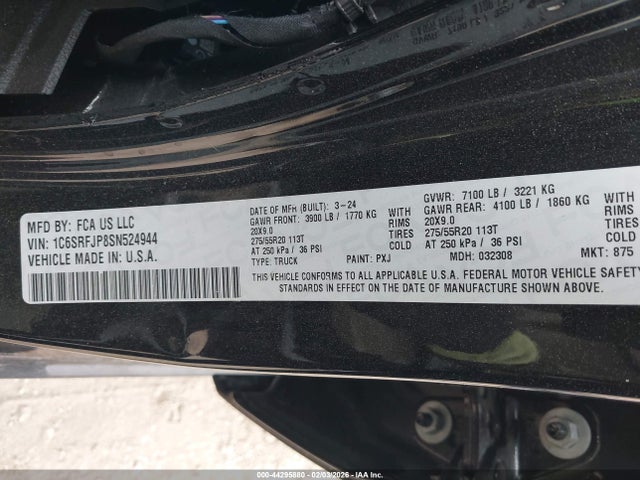 MFD BY: FCA US LLC
VIN: 1C6SRFJP8SN524944
VEHICLE MADE IN: U.S.A.
DATE OF MFH (BUILT): 3-24
GAWR FRONT: 3900 LB / 1770 KG WITH
20X9.0 RIMS
275/55R20 113T TIRES
AT 250 kPa / 36 PSI
TYPE: TRUCK PAINT: PXJ
GVWR: 7100 LB / 3221 KG
GAWR REAR: 4100 LB / 1860 KG WITH
20X9.0 RIMS
275/55R20 113T TIRES
AT 250 kPa / 36 PSI
MDH: 032308 MKT: 875
THIS VEHICLE CONFORMS TO ALL APPLICABLE U.S.A. FEDERAL MOTOR VEHICLE SAFETY
STANDARDS IN EFFECT ON THE DATE OF MANUFACTURE SHOWN ABOVE.
000-44295880 - 02/03/2026 - IAA Inc.